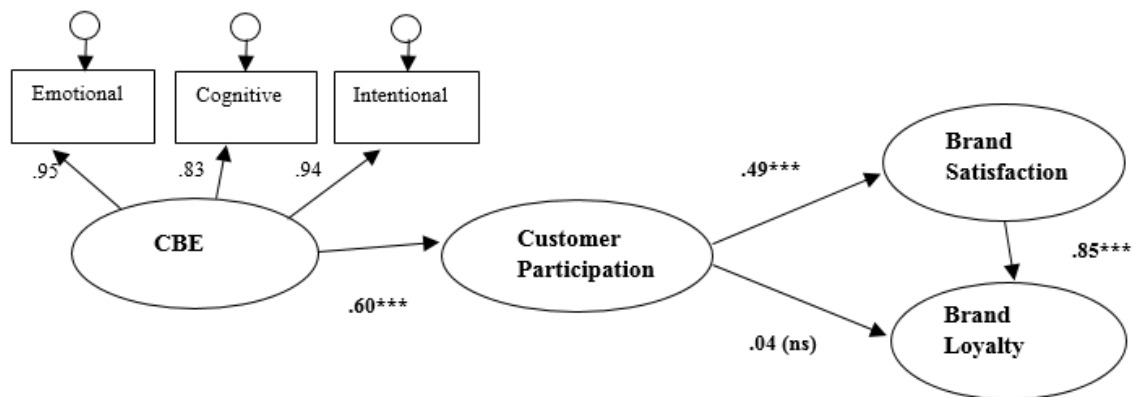 Emotional
Cognitive
Intentional
.95
.83
.94
CBE
.60***
Customer
Participation
.49***
.04 (ns)
Brand
Satisfaction
.85***
Brand
Loyalty